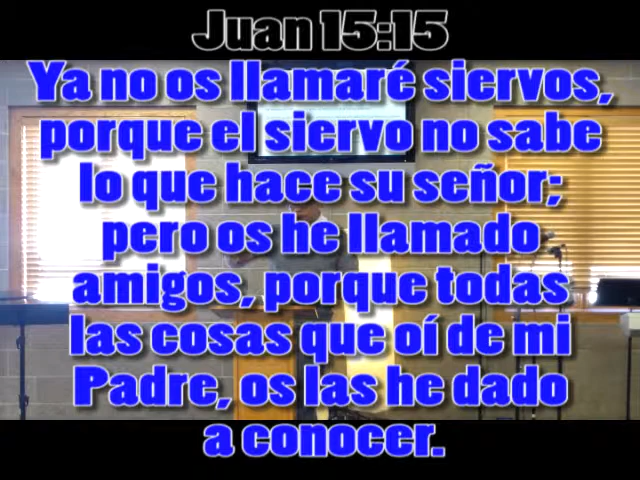 Juan 15:15
Ya no os llamaré siervos,
porque el siervo no sabe
lo que hace su señor;
pero os he llamado
amigos, porque todas
las cosas que oí de mi
Padre, os las he dado
a conocer.